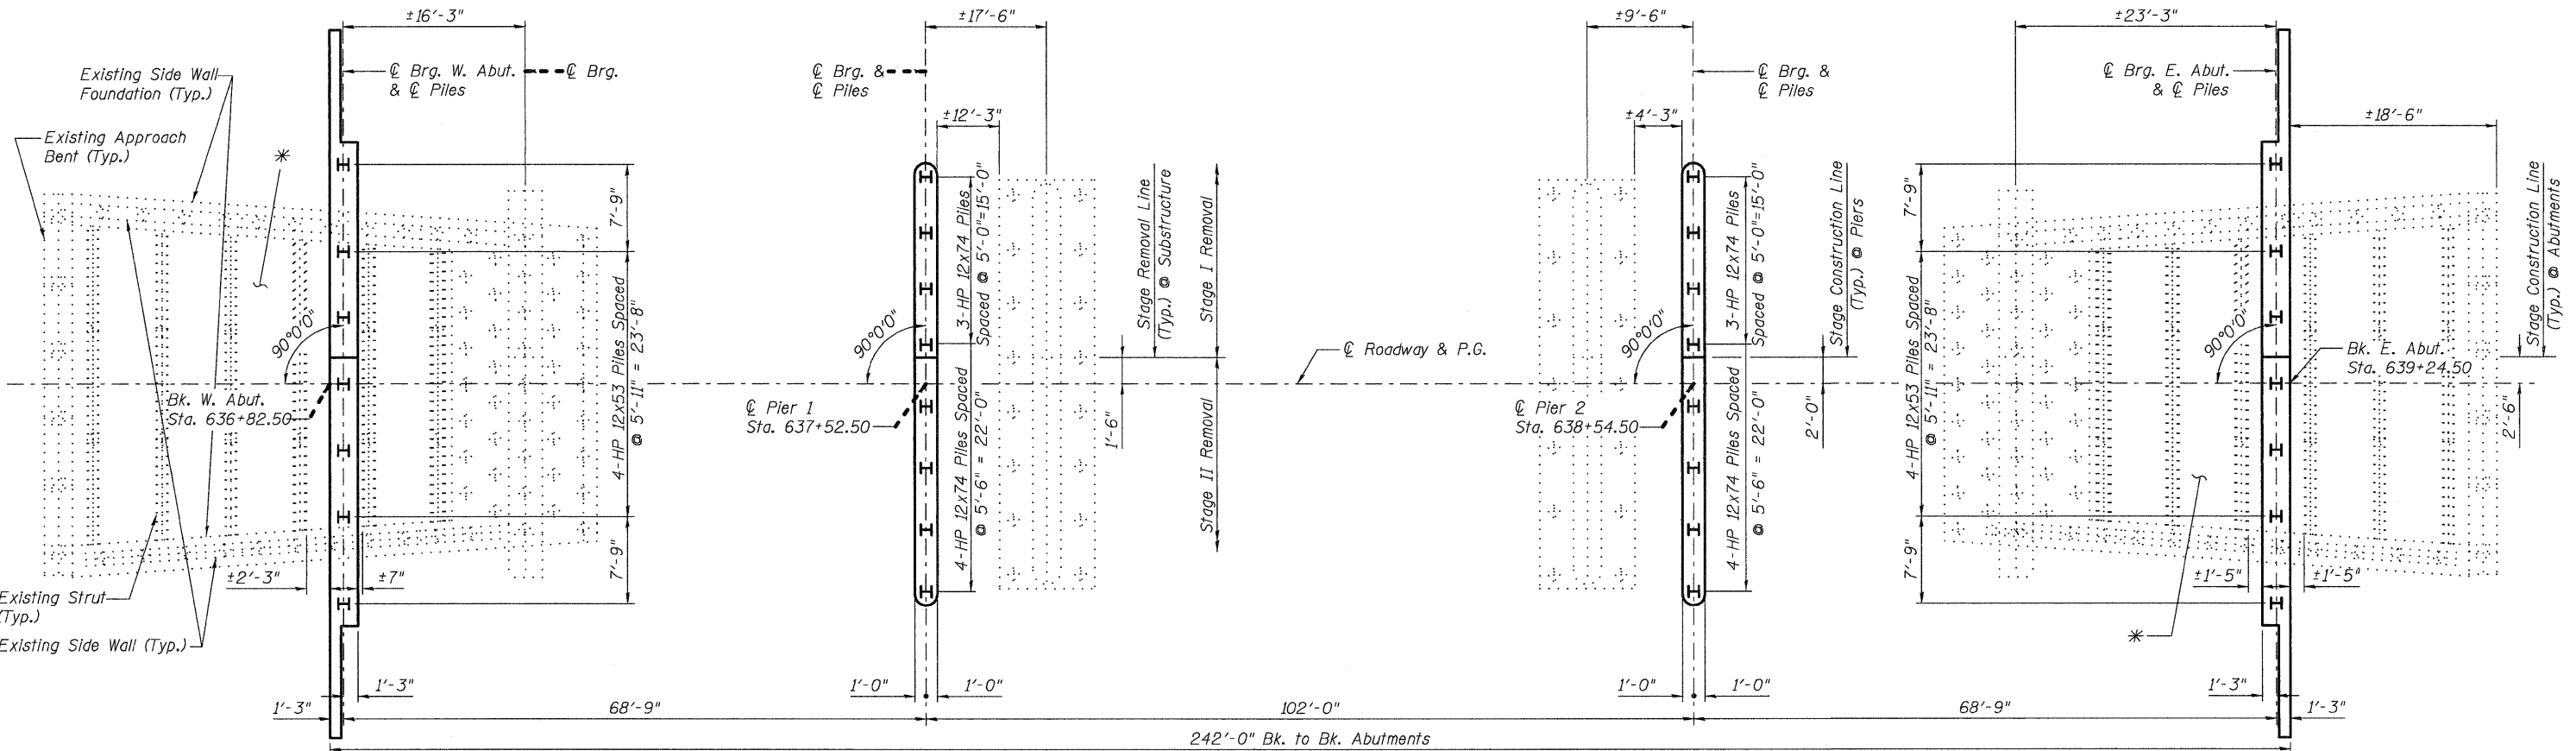 ±16'-3"
±17'-6"
±9'-6"
±23'-3"
Existing Side Wall
Foundation (Typ.)
℄ Brg. W. Abut.
& ℄ Piles
℄ Brg.
℄ Brg. &
℄ Piles
℄ Brg. &
℄ Piles
℄ Brg. E. Abut.
& ℄ Piles
Existing Approach
Bent (Typ.)
*
±12'-3"
±4'-3"
±18'-6"
7'-9"
4-HP 12x53 Piles Spaced
@ 5'-11" = 23'-8"
7'-9"
3-HP 12x74 Piles
Spaced @ 5'-0"=15'-0"
4-HP 12x74 Piles Spaced
@ 5'-6" = 22'-0"
Stage Removal Line
(Typ.) @ Substructure
Stage I Removal
Stage II Removal
1'-6"
3-HP 12x74 Piles
Spaced @ 5'-0"=15'-0"
4-HP 12x74 Piles Spaced
@ 5'-6" = 22'-0"
Stage Construction Line
(Typ.) @ Piers
2'-0"
7'-9"
4-HP 12x53 Piles Spaced
@ 5'-11" = 23'-8"
7'-9"
Stage Construction Line
(Typ.) @ Abutments
2'-6"
90°0'0"
90°0'0"
90°0'0"
90°0'0"
℄ Roadway & P.G.
Bk. W. Abut.
Sta. 636+82.50
℄ Pier 1
Sta. 637+52.50
℄ Pier 2
Sta. 638+54.50
Bk. E. Abut.
Sta. 639+24.50
±2'-3"
±7"
±1'-5"
±1'-5"
Existing Strut
(Typ.)
Existing Side Wall (Typ.)
*
1'-3"
1'-0"
1'-0"
1'-0"
1'-0"
1'-3"
1'-3"
68'-9"
102'-0"
68'-9"
1'-3"
242'-0" Bk. to Bk. Abutments